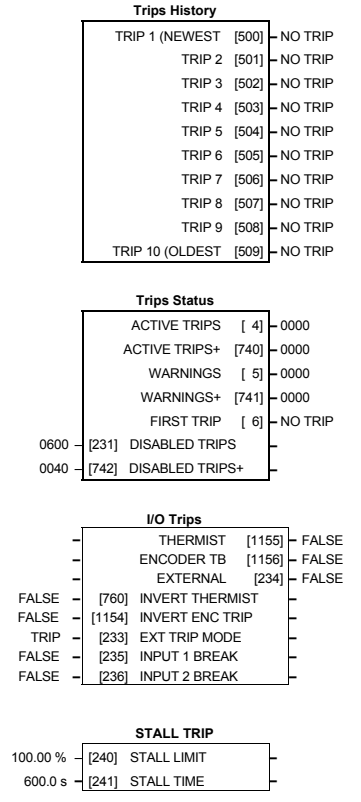 Trips History
TRIP 1 (NEWEST [500] – NO TRIP
TRIP 2 [501] – NO TRIP
TRIP 3 [502] – NO TRIP
TRIP 4 [503] – NO TRIP
TRIP 5 [504] – NO TRIP
TRIP 6 [505] – NO TRIP
TRIP 7 [506] – NO TRIP
TRIP 8 [507] – NO TRIP
TRIP 9 [508] – NO TRIP
TRIP 10 (OLDEST [509] – NO TRIP
Trips Status
ACTIVE TRIPS [ 4] – 0000
ACTIVE TRIPS+ [740] – 0000
WARNINGS [ 5] – 0000
WARNINGS+ [741] – 0000
FIRST TRIP [ 6] – NO TRIP
0600 – [231] DISABLED TRIPS –
0040 – [742] DISABLED TRIPS+ –
I/O Trips
– THERMIST [1155] – FALSE
– ENCODER TB [1156] – FALSE
– EXTERNAL [234] – FALSE
FALSE – [760] INVERT THERMIST –
FALSE – [1154] INVERT ENC TRIP –
TRIP – [233] EXT TRIP MODE –
FALSE – [235] INPUT 1 BREAK –
FALSE – [236] INPUT 2 BREAK –
STALL TRIP
100.00 % – [240] STALL LIMIT –
600.0 s – [241] STALL TIME –